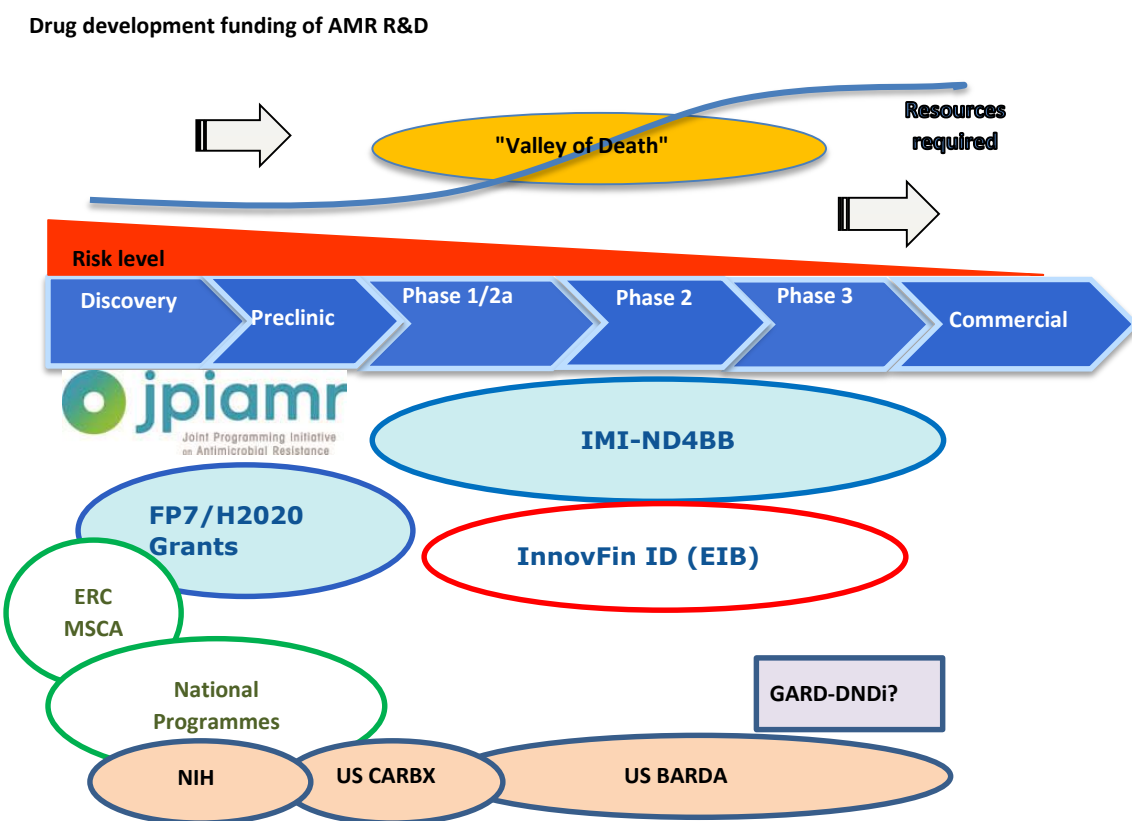 Drug development funding of AMR R&D
"Valley of Death"
Resources
required
Risk level
Discovery
Preclinic
Phase 1/2a
Phase 2
Phase 3
Commercial
jpiamr
Joint Programming Initiative
on Antimicrobial Resistance
IMI-ND4BB
FP7/H2020
Grants
InnovFin ID (EIB)
ERC
MSCA
National
Programmes
GARD-DNDi?
NIH
US CARBX
US BARDA